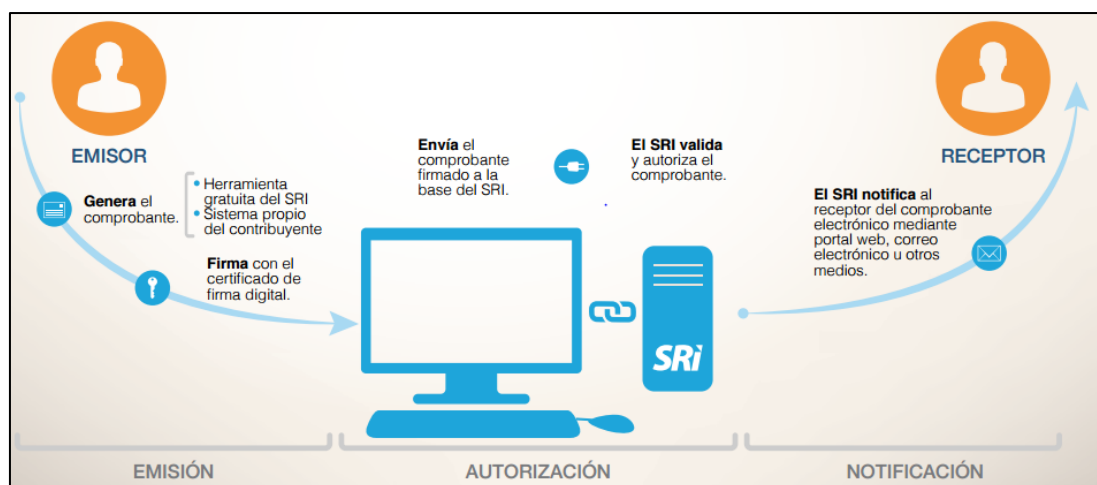 EMISOR
Genera el
comprobante.
• Herramienta
gratuita del SRI
• Sistema propio
del contribuyente
Firma con el
certificado de
firma digital.
Envía el
comprobante
firmado a la
base del SRI.
El SRI valida
y autoriza el
comprobante.
SRi
RECEPTOR
El SRI notifica al
receptor del comprobante
electrónico mediante
portal web, correo
electrónico u otros
medios.
EMISIÓN
AUTORIZACIÓN
NOTIFICACIÓN